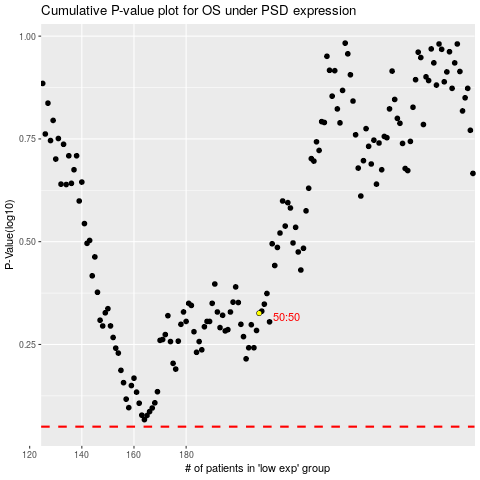 Cumulative P-value plot for OS under PSD expression
P-Value(log10)
1.00
0.75
0.50
0.25
50:50
120 140 160 180
# of patients in 'low exp' group